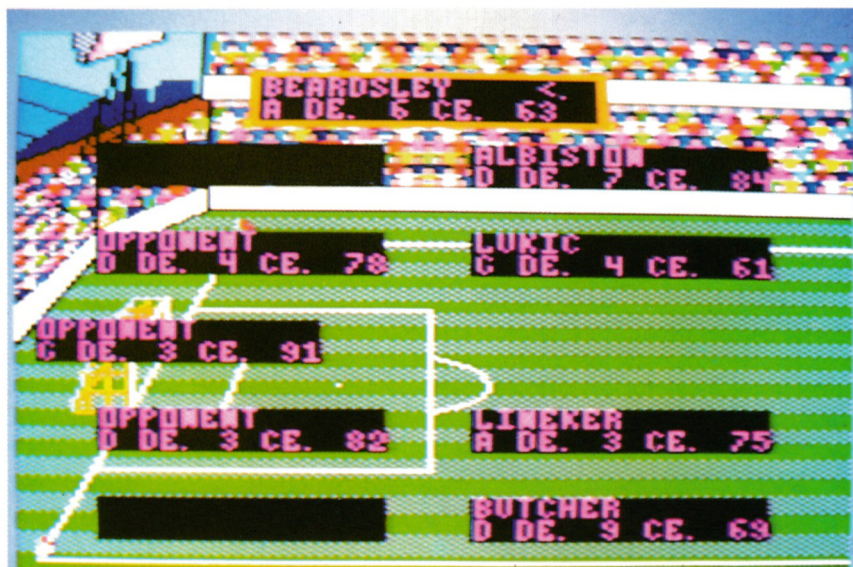 BEARDSLEY <.
A DE. 6 CE. 63
ALBISTON
D DE. 7 CE. 84
OPPONENT
D DE. 4 CE. 78
LUKIC
G DE. 4 CE. 61
OPPONENT
G DE. 3 CE. 91
OPPONENT
D DE. 3 CE. 82
LINEKER
A DE. 3 CE. 75
BUTCHER
D DE. 9 CE. 69